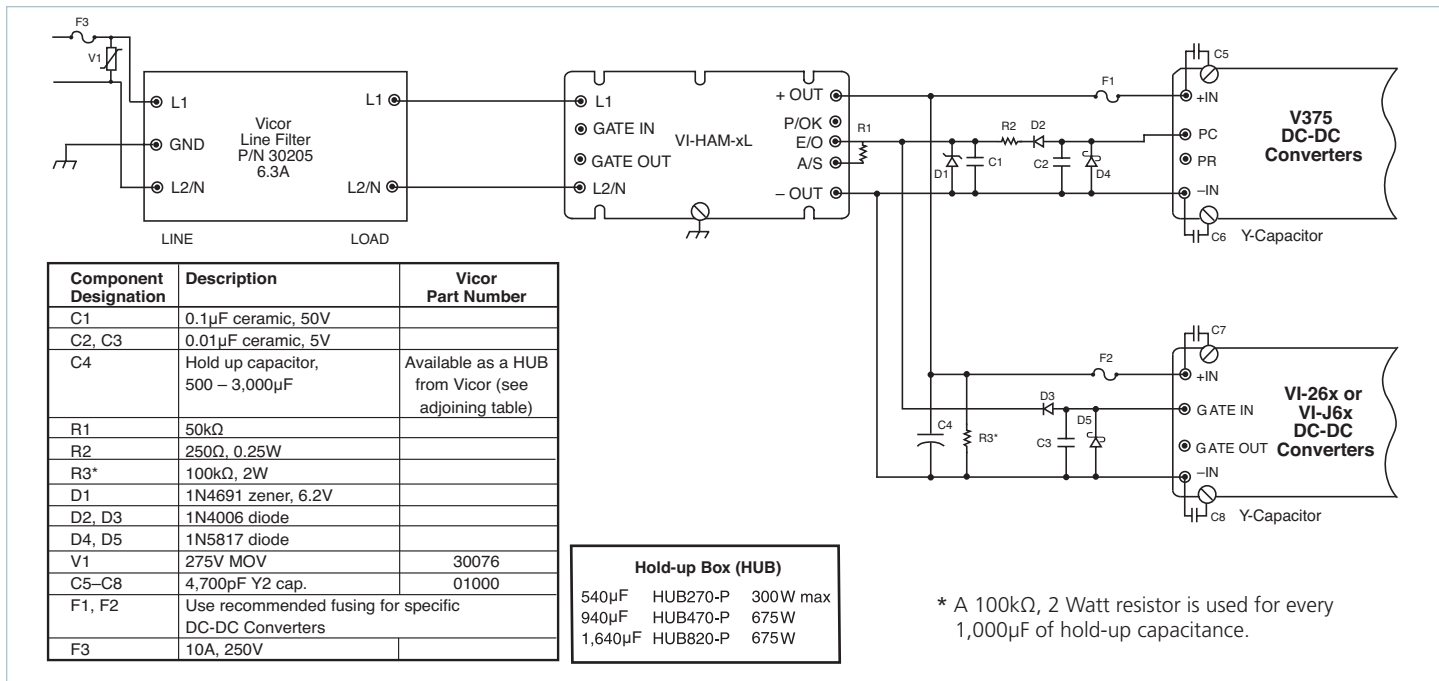 F3
V1
L1
GND
L2/N
Vicor
Line Filter
P/N 30205
6.3A
L1
L2/N
LINE
LOAD
L1
GATE IN
GATE OUT
L2/N
VI-HAM-xL
+ OUT
P/OK
E/O
A/S
– OUT
R1
D1
C1
R2
D2
C2
D4
F1
C5
+IN
PC
PR
–IN
V375
DC-DC
Converters
C6
Y-Capacitor
C7
F2
+IN
GATE IN
GATE OUT
–IN
VI-26x or
VI-J6x
DC-DC
Converters
D3
D5
C4
R3*
C3
C8
Y-Capacitor
Component Designation Description Vicor Part Number
C1 0.1µF ceramic, 50V
C2, C3 0.01µF ceramic, 5V
C4 Hold up capacitor, 500 – 3,000µF Available as a HUB from Vicor (see adjoining table)
R1 50kΩ
R2 250Ω, 0.25W
R3* 100kΩ, 2W
D1 1N4691 zener, 6.2V
D2, D3 1N4006 diode
D4, D5 1N5817 diode
V1 275V MOV 30076
C5–C8 4,700pF Y2 cap. 01000
F1, F2 Use recommended fusing for specific DC-DC Converters
F3 10A, 250V
Hold-up Box (HUB)
540µF HUB270-P 300W max
940µF HUB470-P 675W
1,640µF HUB820-P 675W
* A 100kΩ, 2 Watt resistor is used for every
1,000µF of hold-up capacitance.